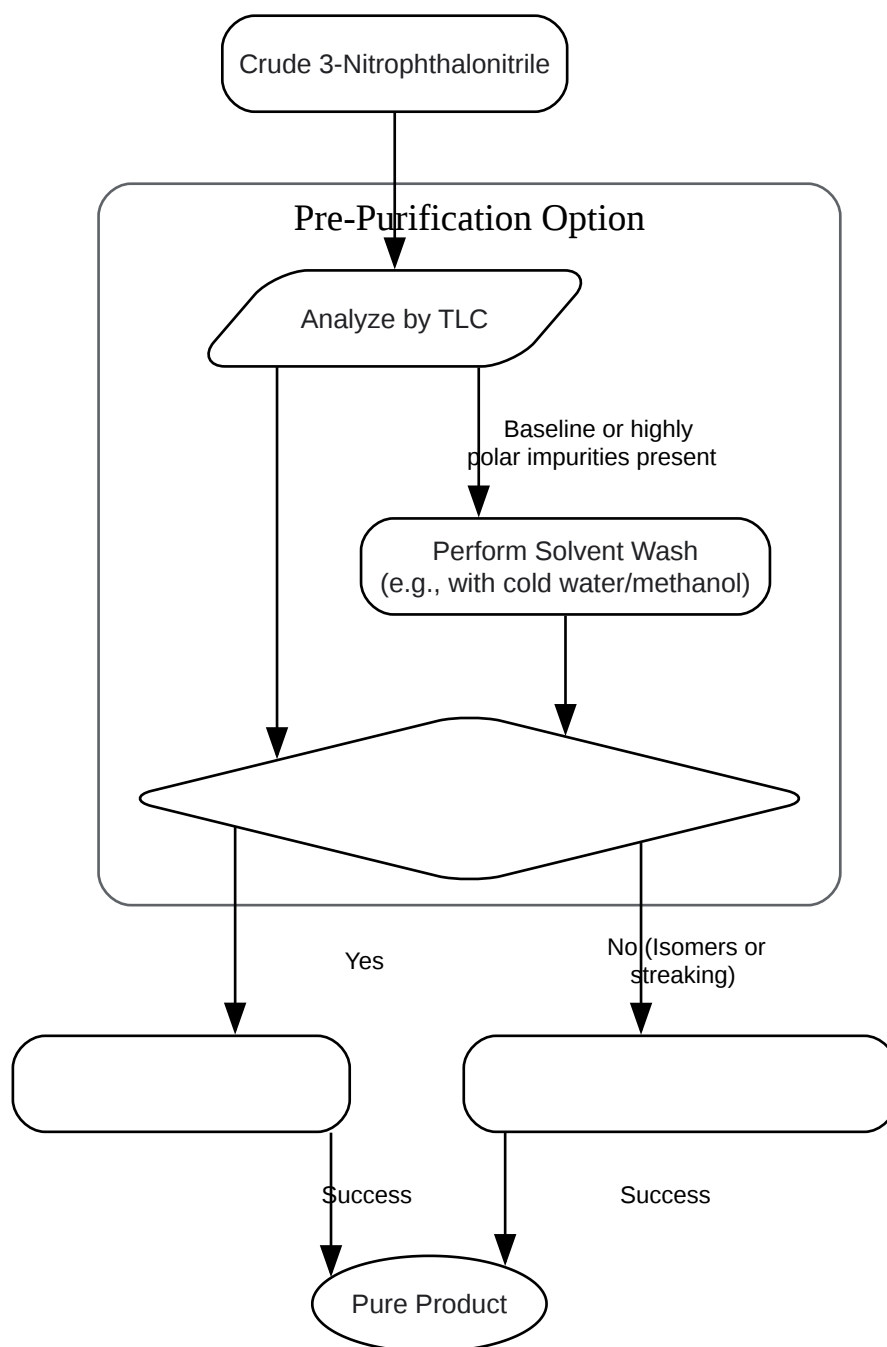 Crude 3-Nitrophthalonitrile
Pre-Purification Option
Analyze by TLC
Baseline or highly
polar impurities present
Perform Solvent Wash
(e.g., with cold water/methanol)
Yes
No (Isomers or
streaking)
Success
Success
Pure Product